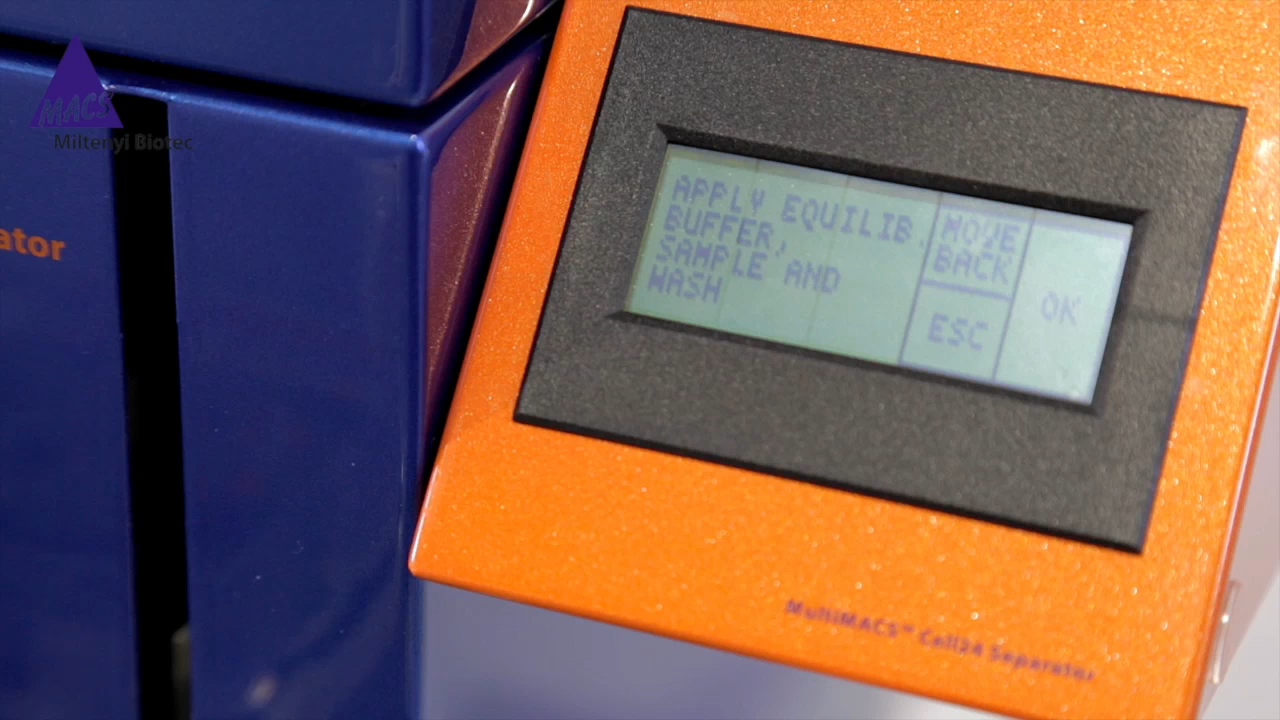 MACS
Miltenyi Biotec
ator
APPLY EQUILIB.
BUFFER,
SAMPLE AND
WASH
MOVE
BACK
ESC
OK
MultiMACS™ Cell24 Separator